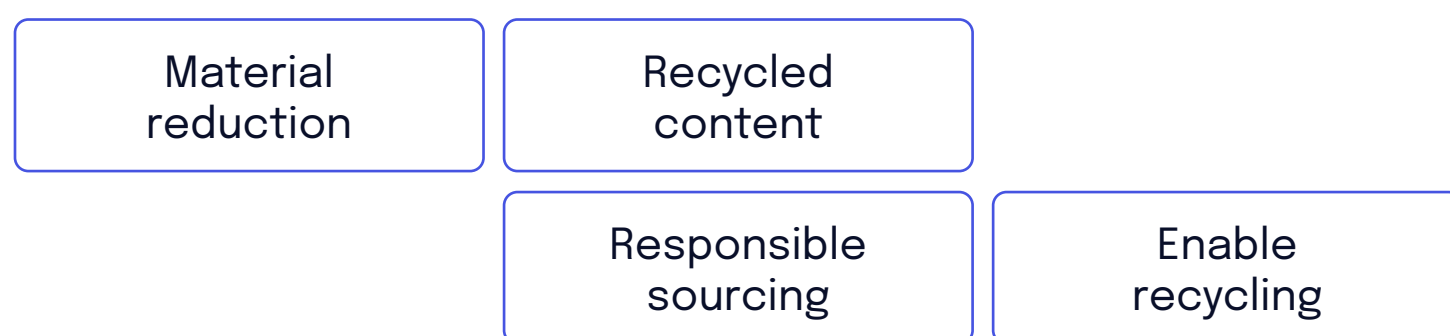 Material
reduction
Recycled
content
Responsible
sourcing
Enable
recycling